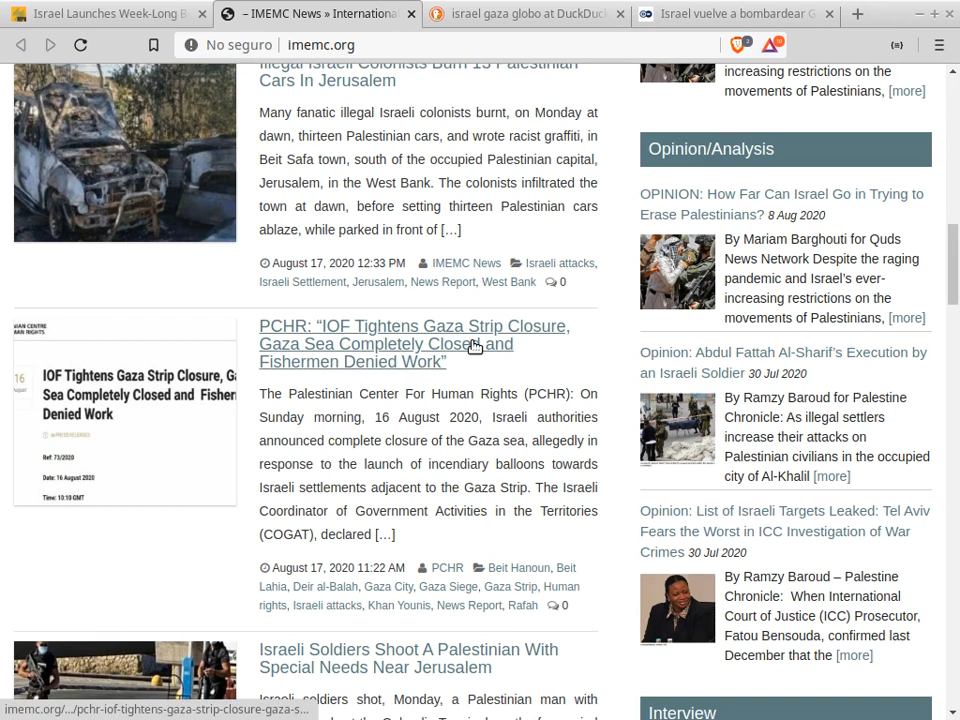 Israel Launches Week-Long B
– IMEMC News » Internationa
israel gaza globo at DuckDuc
Israel vuelve a bombardear G
No seguro
imemc.org
Illegal Israeli Colonists Burn 13 Palestinian
Cars In Jerusalem
Many fanatic illegal Israeli colonists burnt, on Monday at
dawn, thirteen Palestinian cars, and wrote racist graffiti, in
Beit Safa town, south of the occupied Palestinian capital,
Jerusalem, in the West Bank. The colonists infiltrated the
town at dawn, before setting thirteen Palestinian cars
ablaze, while parked in front of […]
August 17, 2020 12:33 PM IMEMC News Israeli attacks,
Israeli Settlement, Jerusalem, News Report, West Bank 0
NIAN CENTRE
MAN RIGHTS
16
August
IOF Tightens Gaza Strip Closure, Ga
Sea Completely Closed and Fisher
Denied Work"
IN PRESS RELEASES
Ref: 73/2020
Date: 16 August 2020
Time: 10:10 GMT
PCHR: “IOF Tightens Gaza Strip Closure,
Gaza Sea Completely Closed and
Fishermen Denied Work”
The Palestinian Center For Human Rights (PCHR): On
Sunday morning, 16 August 2020, Israeli authorities
announced complete closure of the Gaza sea, allegedly in
response to the launch of incendiary balloons towards
Israeli settlements adjacent to the Gaza Strip. The Israeli
Coordinator of Government Activities in the Territories
(COGAT), declared […]
August 17, 2020 11:22 AM PCHR Beit Hanoun, Beit
Lahia, Deir al-Balah, Gaza City, Gaza Siege, Gaza Strip, Human
rights, Israeli attacks, Khan Younis, News Report, Rafah 0
Israeli Soldiers Shoot A Palestinian With
Special Needs Near Jerusalem
Israeli soldiers shot, Monday, a Palestinian man with
imemc.org/.../pchr-iof-tightens-gaza-strip-closure-gaza-s...
increasing restrictions on the
movements of Palestinians, [more]
Opinion/Analysis
OPINION: How Far Can Israel Go in Trying to
Erase Palestinians? 8 Aug 2020
By Mariam Barghouti for Quds
News Network Despite the raging
pandemic and Israel’s ever-
increasing restrictions on the
movements of Palestinians, [more]
Opinion: Abdul Fattah Al-Sharif’s Execution by
an Israeli Soldier 30 Jul 2020
By Ramzy Baroud for Palestine
Chronicle: As illegal settlers
increase their attacks on
Palestinian civilians in the occupied
city of Al-Khalil [more]
Opinion: List of Israeli Targets Leaked: Tel Aviv
Fears the Worst in ICC Investigation of War
Crimes 30 Jul 2020
By Ramzy Baroud – Palestine
Chronicle: When International
Court of Justice (ICC) Prosecutor,
Fatou Bensouda, confirmed last
December that the [more]
Interview